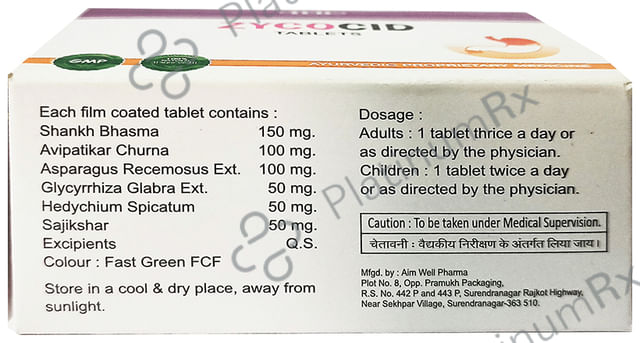 ZYCOCID
TABLETS
GMP
AYURVEDIC PROPRIETARY MEDICINE
Each film coated tablet contains :
Shankh Bhasma 150 mg.
Avipatikar Churna 100 mg.
Asparagus Recemosus Ext. 100 mg.
Glycyrrhiza Glabra Ext. 50 mg.
Hedychium Spicatum 50 mg.
Sajikshar 50 mg.
Excipients Q.S.
Colour : Fast Green FCF
Store in a cool & dry place, away from
sunlight.
Dosage :
Adults : 1 tablet thrice a day or
as directed by the physician.
Children : 1 tablet twice a day
or as directed by the physician.
Caution : To be taken under Medical Supervision.
चेतावनी : वैद्यकीय निरीक्षण के अंतर्गत लिया जाय।
Mfgd. by : Aim Well Pharma
Plot No. 8, Opp. Pramukh Packaging,
R.S. No. 442 P and 443 P, Surendranagar Rajkot Highway,
Near Sekhpar Village, Surendranagar-363 510.
PlatinumRx